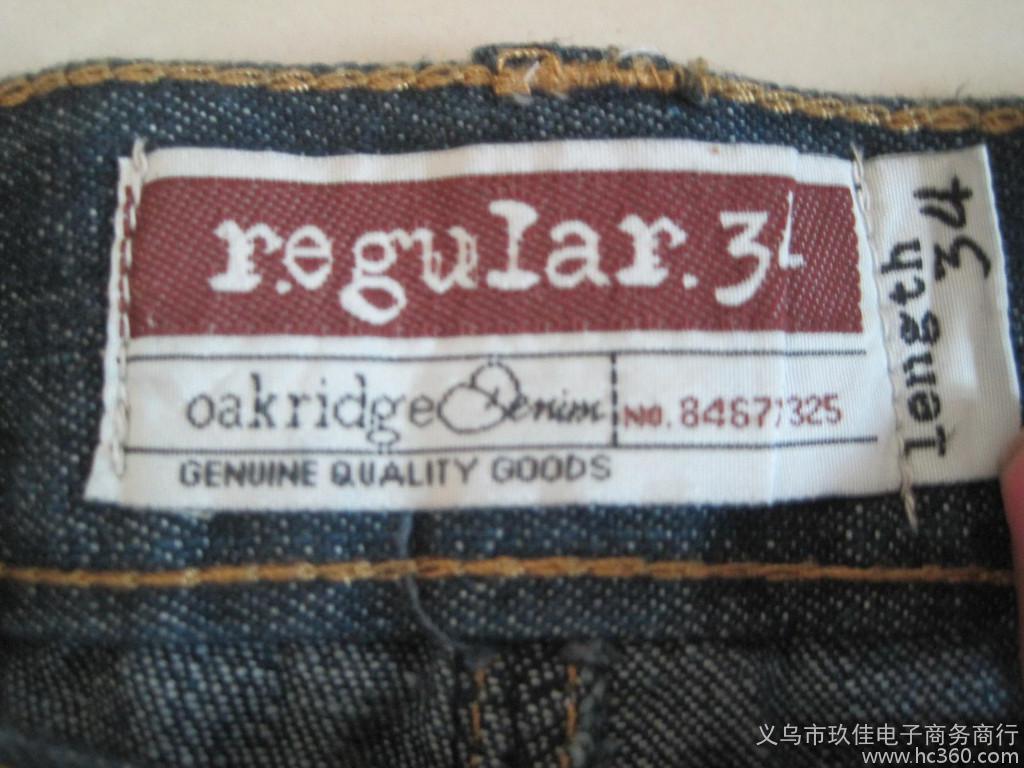 regular.34
oakridge Denim
No. 84671325
GENUINE QUALITY GOODS
Length
34
义乌市玖佳电子商务商行
www.hc360.com